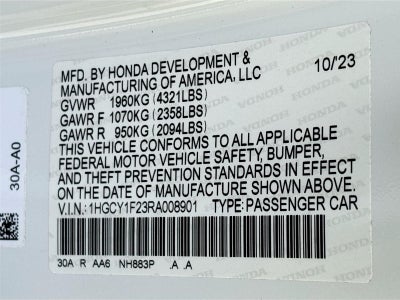 MFD. BY HONDA DEVELOPMENT &
MANUFACTURING OF AMERICA, LLC 10/'23
GVWR 1960KG (4321LBS)
GAWR F 1070KG (2358LBS)
GAWR R 950KG (2094LBS)
THIS VEHICLE CONFORMS TO ALL APPLICABLE
FEDERAL MOTOR VEHICLE SAFETY, BUMPER,
AND THEFT PREVENTION STANDARDS IN EFFECT
ON THE DATE OF MANUFACTURE SHOWN ABOVE.
V.I.N.: 1HGCY1F23RA008901 TYPE: PASSENGER CAR
30A R AA6 NH883P .A .A
30A-A0